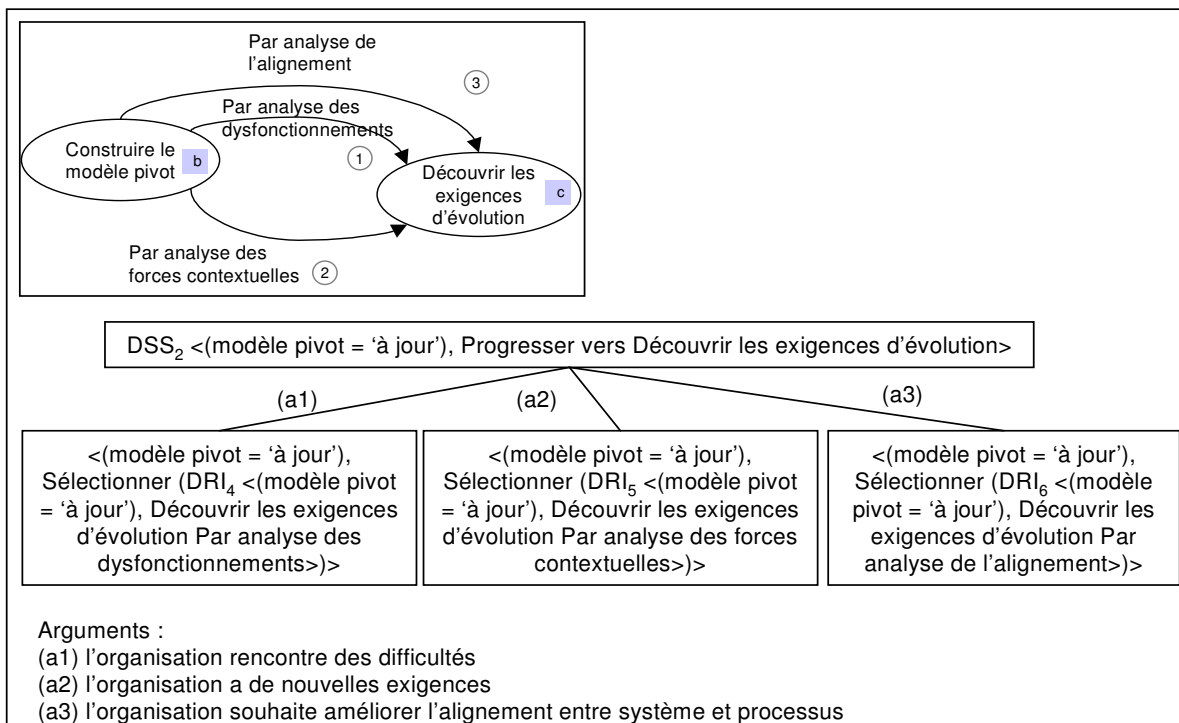 Par analyse de
l'alignement
3
Par analyse des
dysfonctionnements
1
Construire le
modèle pivot
b
Découvrir les
exigences
d'évolution
c
Par analyse des
forces contextuelles
2
DSS2 <(modèle pivot = ‘à jour’), Progresser vers Découvrir les exigences d’évolution>
(a1)
(a2)
(a3)
<(modèle pivot = ‘à jour’),
Sélectionner (DRI4 <(modèle pivot
= ‘à jour’), Découvrir les exigences
d’évolution Par analyse des
dysfonctionnements>)>
<(modèle pivot = ‘à jour’),
Sélectionner (DRI5 <(modèle pivot
= ‘à jour’), Découvrir les exigences
d’évolution Par analyse des forces
contextuelles>)>
<(modèle pivot = ‘à jour’),
Sélectionner (DRI6 <(modèle
pivot = ‘à jour’), Découvrir les
exigences d’évolution Par
analyse de l’alignement>)>
Arguments :
(a1) l’organisation rencontre des difficultés
(a2) l’organisation a de nouvelles exigences
(a3) l’organisation souhaite améliorer l’alignement entre système et processus